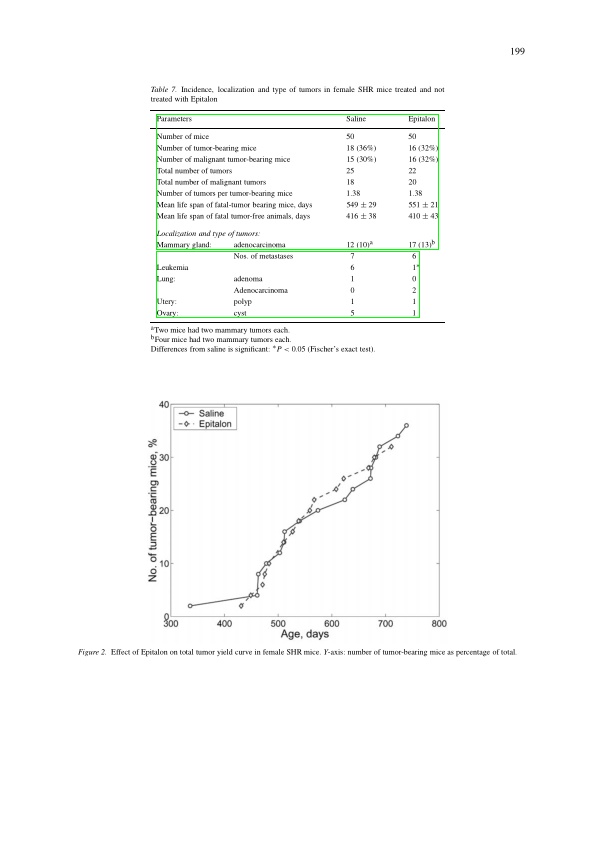 199
Table 7. Incidence, localization and type of tumors in female SHR mice treated and not
treated with Epitalon
Parameters Saline Epitalon
Number of mice 50 50
Number of tumor-bearing mice 18 (36%) 16 (32%)
Number of malignant tumor-bearing mice 15 (30%) 16 (32%)
Total number of tumors 25 22
Total number of malignant tumors 18 20
Number of tumors per tumor-bearing mice 1.38 1.38
Mean life span of fatal-tumor bearing mice, days 549 ± 29 551 ± 21
Mean life span of fatal tumor-free animals, days 416 ± 38 410 ± 43
Localization and type of tumors:
Mammary gland: adenocarcinoma 12 (10)a 17 (13)b
Nos. of metastases 7 6
Leukemia 6 1*
Lung: adenoma 1 0
Adenocarcinoma 0 2
Utery: polyp 1 1
Ovary: cyst 5 1
aTwo mice had two mammary tumors each.
bFour mice had two mammary tumors each.
Differences from saline is significant: *P < 0.05 (Fischer's exact test).
No. of tumor–bearing mice, %
40
30
20
10
0
Saline
Epitalon
300 400 500 600 700 800
Age, days
Figure 2. Effect of Epitalon on total tumor yield curve in female SHR mice. Y-axis: number of tumor-bearing mice as percentage of total.